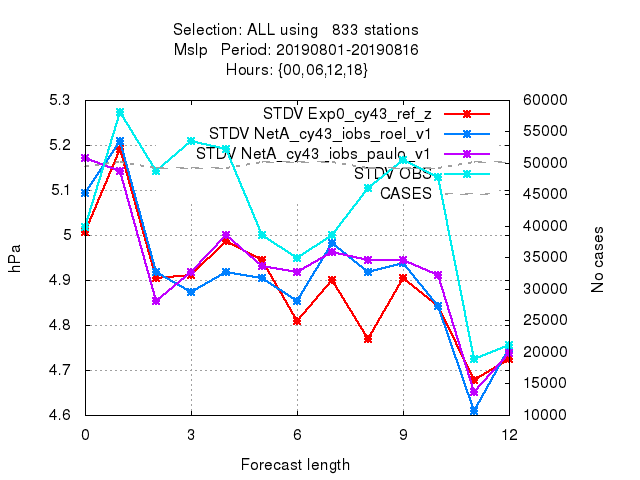 Selection: ALL using   833 stations
Mslp   Period: 20190801-20190816
Hours: {00,06,12,18}
STDV Exp0_cy43_ref_z
STDV NetA_cy43_iobs_roel_v1
STDV NetA_cy43_iobs_paulo_v1
STDV OBS
CASES
hPa
5.3
5.2
5.1
5
4.9
4.8
4.7
4.6
60000
55000
50000
45000
40000
35000
30000
25000
20000
15000
10000
No cases
0 3 6 9 12
Forecast length